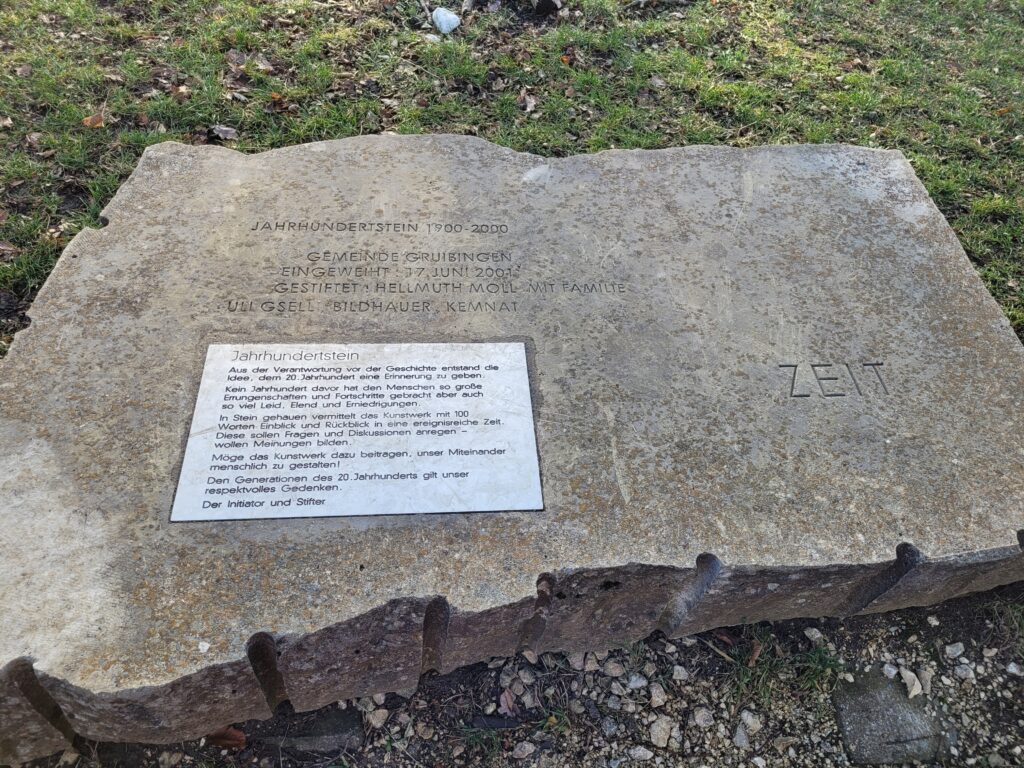 JAHRHUNDERTSTEIN 1900-2000
GEMEINDE GRUIBINGEN
EINGEWEIHT · 17. JUNI 2001
GESTIFTET · HELLMUTH MOLL MIT FAMILIE
ULI GSELL · BILDHAUER · KEMNAT
ZEIT
Jahrhundertstein
Aus der Verantwortung vor der Geschichte entstand die
Idee, dem 20. Jahrhundert eine Erinnerung zu geben.
Kein Jahrhundert davor hat den Menschen so große
Errungenschaften und Fortschritte gebracht aber auch
so viel Leid, Elend und Erniedrigungen.
In Stein gehauen vermittelt das Kunstwerk mit 100
Worten Einblick und Rückblick in eine ereignisreiche Zeit.
Diese sollen Fragen und Diskussionen anregen –
wollen Meinungen bilden.
Möge das Kunstwerk dazu beitragen, unser Miteinander
menschlich zu gestalten!
Den Generationen des 20. Jahrhunderts gilt unser
respektvolles Gedenken.
Der Initiator und Stifter